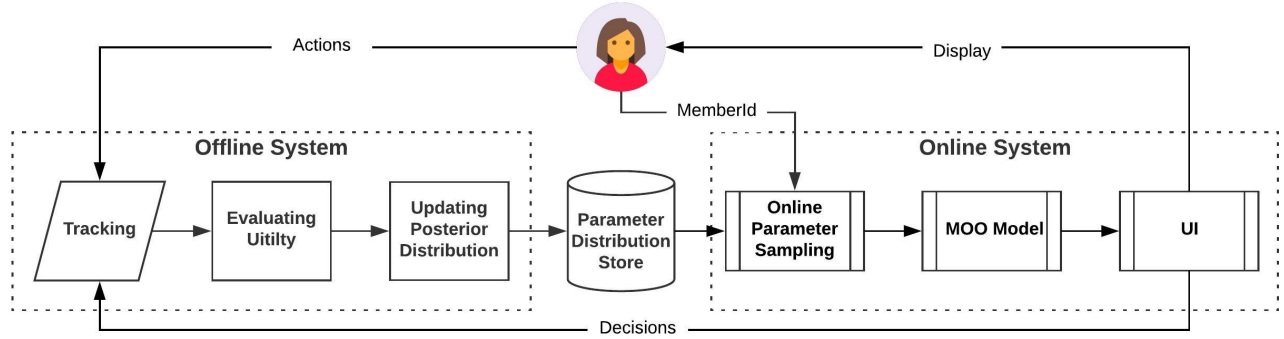 Actions
Display
MemberId
Offline System
Online System
Tracking
Evaluating
Uitilty
Updating
Posterior
Distribution
Parameter
Distribution
Store
Online
Parameter
Sampling
MOO Model
UI
Decisions